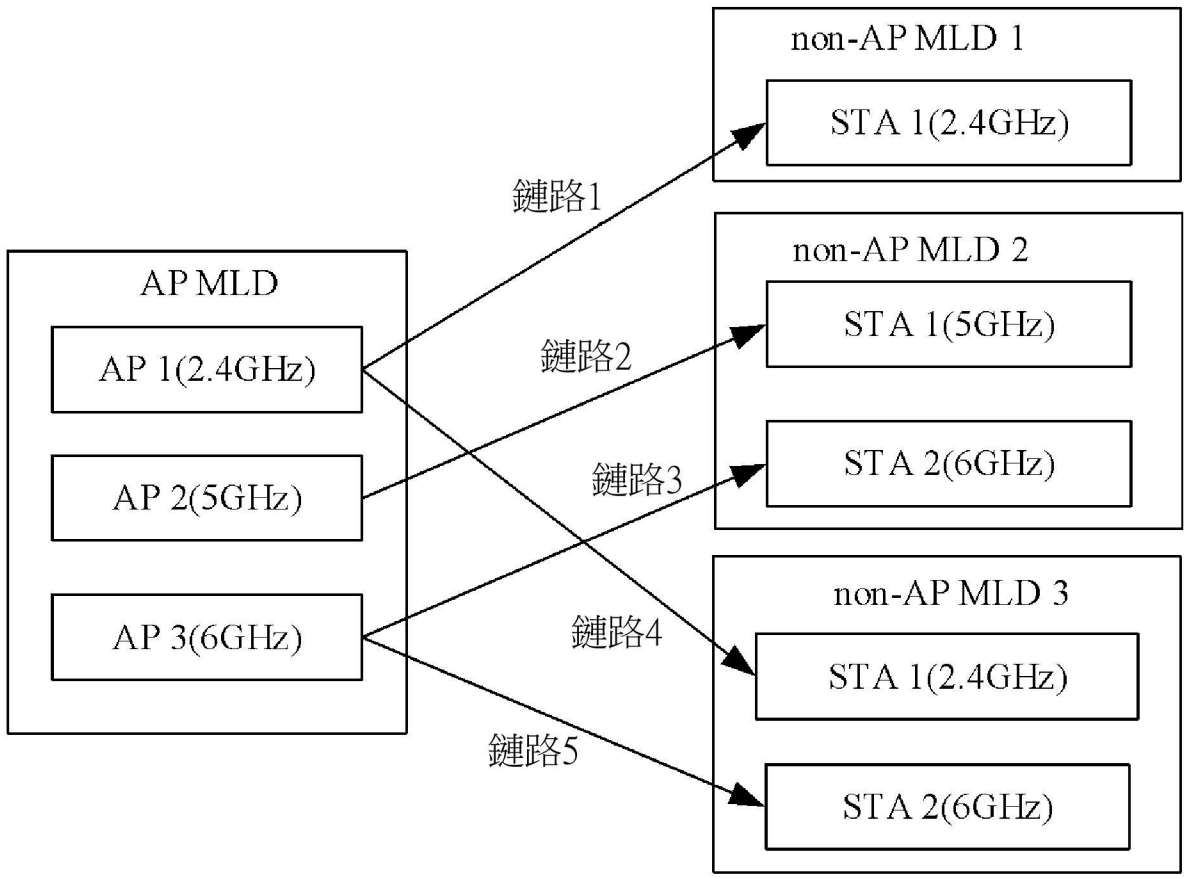 non-AP MLD 1
STA 1(2.4GHz)
鏈路1
non-AP MLD 2
AP MLD
STA 1(5GHz)
鏈路2
AP 1(2.4GHz)
STA 2(6GHz)
鏈路3
AP 2(5GHz)
non-AP MLD 3
AP 3(6GHz)
鏈路4
STA 1(2.4GHz)
鏈路5
STA 2(6GHz)